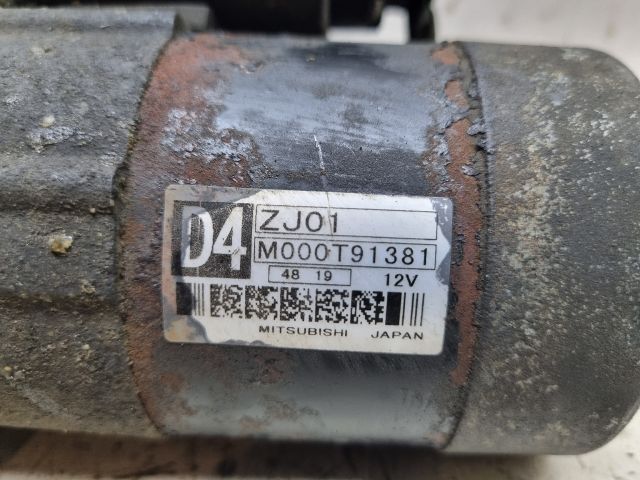 D4
ZJ01
M000T91381
48 19 12V
MITSUBISHI JAPAN